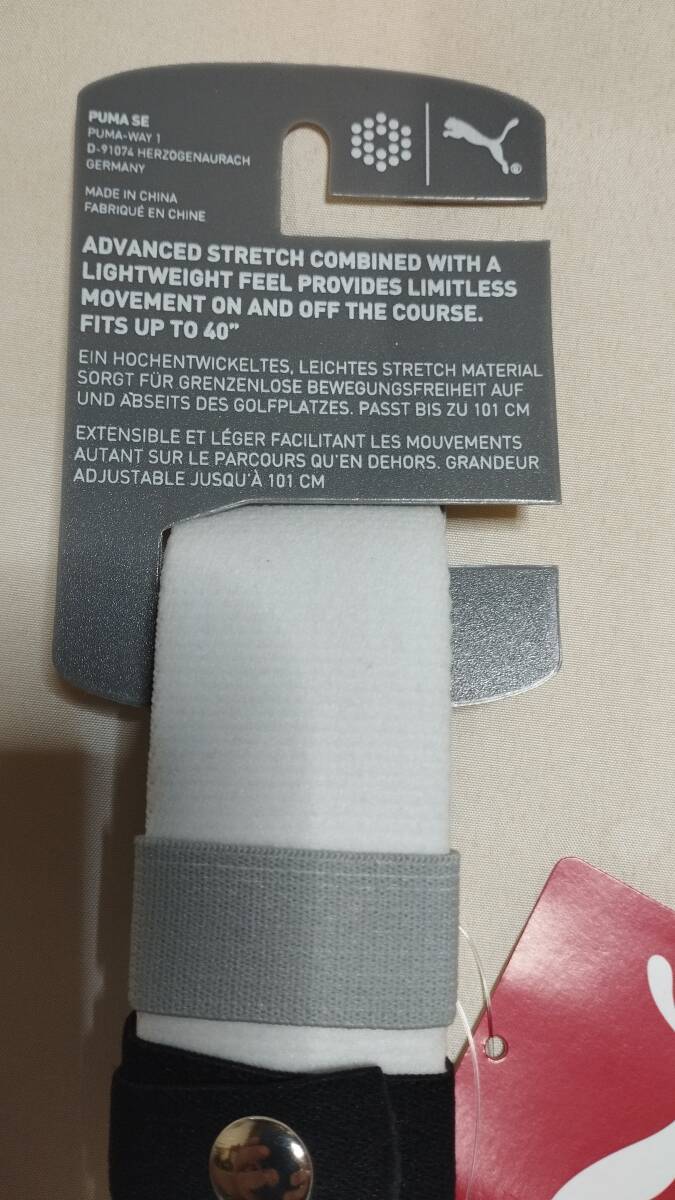 PUMA SE
PUMA-WAY 1
D-91074 HERZOGENAURACH
GERMANY
MADE IN CHINA
FABRIQUÉ EN CHINE
®
ADVANCED STRETCH COMBINED WITH A
LIGHTWEIGHT FEEL PROVIDES LIMITLESS
MOVEMENT ON AND OFF THE COURSE.
FITS UP TO 40”
EIN HOCHENTWICKELTES, LEICHTES STRETCH MATERIAL
SORGT FÜR GRENZENLOSE BEWEGUNGSFREIHEIT AUF
UND ABSEITS DES GOLFPLATZES. PASST BIS ZU 101 CM
EXTENSIBLE ET LÉGER FACILITANT LES MOUVEMENTS
AUTANT SUR LE PARCOURS QU'EN DEHORS. GRANDEUR
ADJUSTABLE JUSQU'À 101 CM